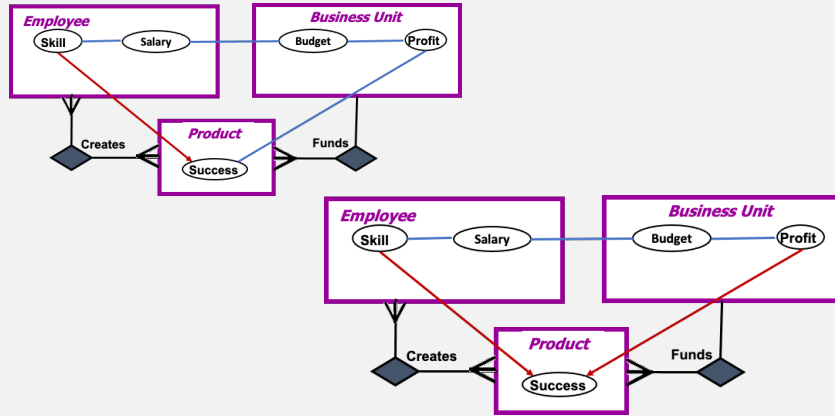 Employee
Business Unit
Skill
Salary
Budget
Profit
Creates
Product
Funds
Success
Employee
Business Unit
Skill
Salary
Budget
Profit
Creates
Product
Funds
Success